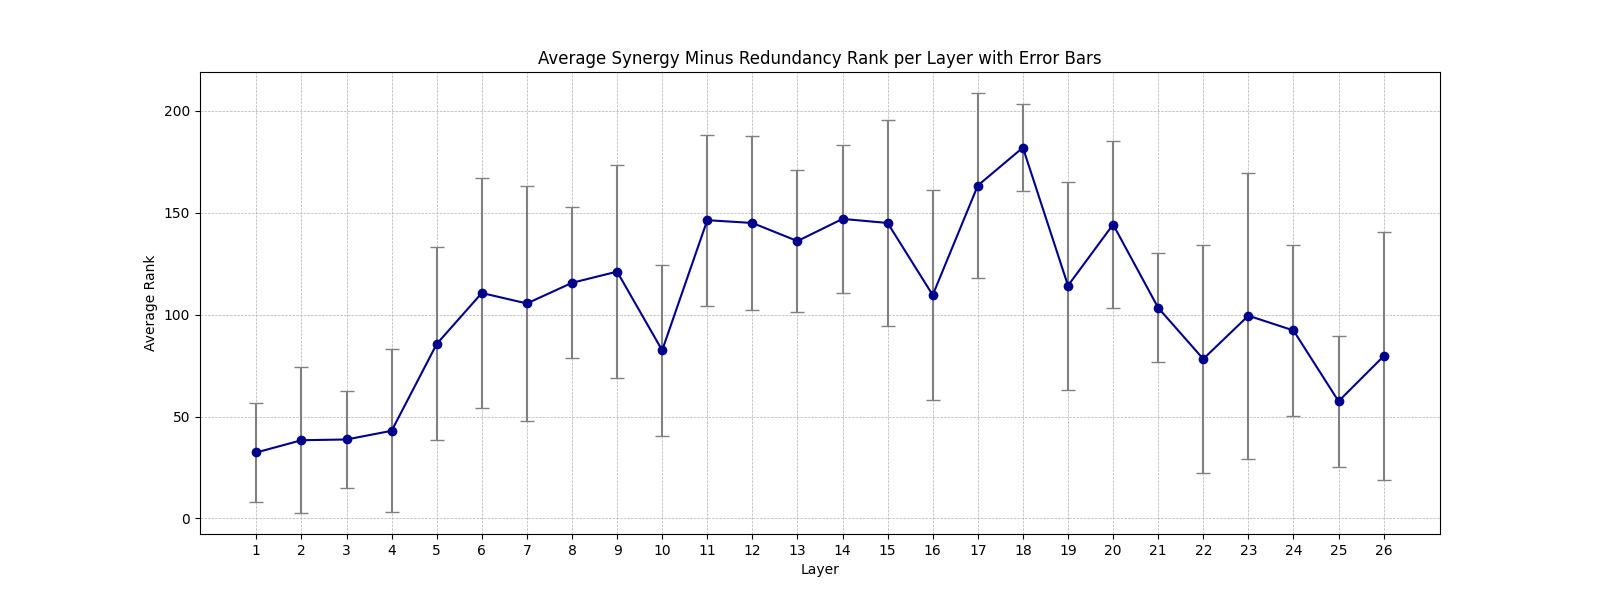 Average Synergy Minus Redundancy Rank per Layer with Error Bars
200
150
100
50
0
Average Rank
1 2 3 4 5 6 7 8 9 10 11 12 13 14 15 16 17 18 19 20 21 22 23 24 25 26
Layer